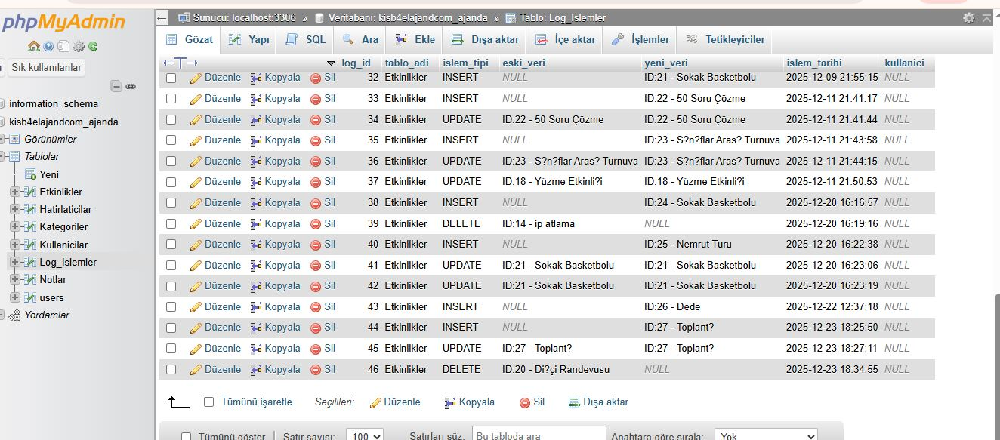 phpMyAdmin
Sık kullanılanlar
information_schema
kisb4elajandcom_ajanda
Görünümler
Tablolar
Yeni
Etkinlikler
Hatirlaticilar
Kategoriler
Kullanicilar
Log_Islemler
Notlar
users
Yordamlar
Sunucu: localhost:3306 » Veritabanı: kisb4elajandcom_ajanda » Tablo: Log_Islemler
Gözat Yapı SQL Ara Ekle Dışa aktar İçe aktar İşlemler Tetikleyiciler
log_id tablo_adi islem_tipi eski_veri yeni_veri islem_tarihi kullanici
Düzenle Kopyala Sil 32 Etkinlikler INSERT NULL ID:21 - Sokak Basketbolu 2025-12-09 21:55:15 NULL
Düzenle Kopyala Sil 33 Etkinlikler INSERT NULL ID:22 - 50 Soru Çözme 2025-12-11 21:41:17 NULL
Düzenle Kopyala Sil 34 Etkinlikler UPDATE ID:22 - 50 Soru Çözme ID:22 - 50 Soru Çözme 2025-12-11 21:41:44 NULL
Düzenle Kopyala Sil 35 Etkinlikler INSERT NULL ID:23 - S?n?flar Aras? Turnuva 2025-12-11 21:43:58 NULL
Düzenle Kopyala Sil 36 Etkinlikler UPDATE ID:23 - S?n?flar Aras? Turnuva ID:23 - S?n?flar Aras? Turnuva 2025-12-11 21:44:15 NULL
Düzenle Kopyala Sil 37 Etkinlikler UPDATE ID:18 - Yüzme Etkinli?i ID:18 - Yüzme Etkinli?i 2025-12-11 21:50:53 NULL
Düzenle Kopyala Sil 38 Etkinlikler INSERT NULL ID:24 - Sokak Basketbolu 2025-12-20 16:16:57 NULL
Düzenle Kopyala Sil 39 Etkinlikler DELETE ID:14 - ip atlama NULL 2025-12-20 16:19:16 NULL
Düzenle Kopyala Sil 40 Etkinlikler INSERT NULL ID:25 - Nemrut Turu 2025-12-20 16:22:38 NULL
Düzenle Kopyala Sil 41 Etkinlikler UPDATE ID:21 - Sokak Basketbolu ID:21 - Sokak Basketbolu 2025-12-20 16:23:06 NULL
Düzenle Kopyala Sil 42 Etkinlikler UPDATE ID:21 - Sokak Basketbolu ID:21 - Sokak Basketbolu 2025-12-20 16:23:19 NULL
Düzenle Kopyala Sil 43 Etkinlikler INSERT NULL ID:26 - Dede 2025-12-22 12:37:18 NULL
Düzenle Kopyala Sil 44 Etkinlikler INSERT NULL ID:27 - Toplant? 2025-12-23 18:25:50 NULL
Düzenle Kopyala Sil 45 Etkinlikler UPDATE ID:27 - Toplant? ID:27 - Toplant? 2025-12-23 18:27:11 NULL
Düzenle Kopyala Sil 46 Etkinlikler DELETE ID:20 - Di?çi Randevusu NULL 2025-12-23 18:34:55 NULL
Tümünü işaretle Seçilileri: Düzenle Kopyala Sil Dışa aktar
Tümünü göster Satır sayısı: 100 Satırları süz: Bu tabloda ara Anahtara göre sırala: Yok